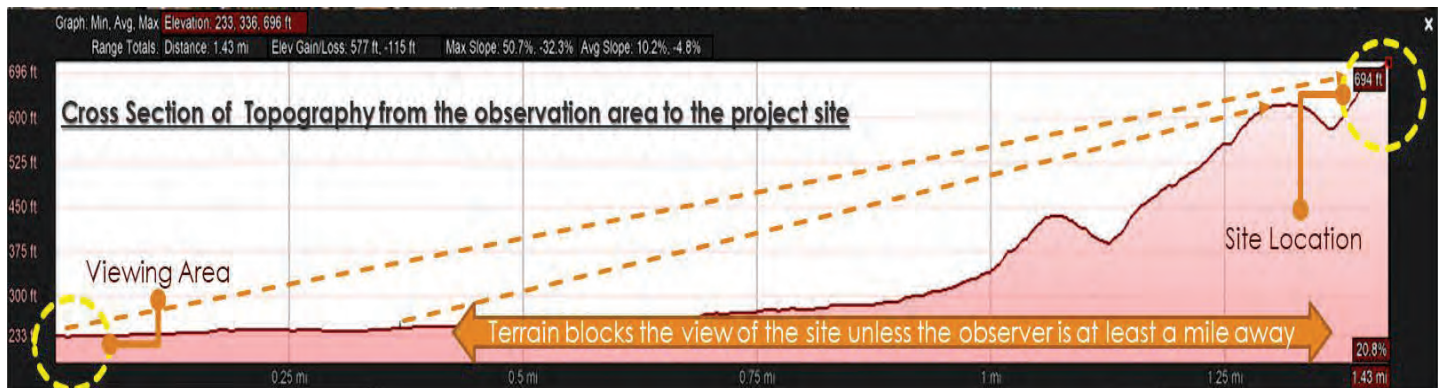 Graph: Min, Avg, Max Elevation: 233, 336, 696 ft
X
Range Totals: Distance: 1.43 mi Elev Gain/Loss: 577 ft, -115 ft Max Slope: 50.7%, -32.3% Avg Slope: 10.2%, -4.8%
696 ft
694 ft
Cross Section of Topography from the observation area to the project site
600 ft
525 ft
450 ft
375 ft
Site Location
Viewing Area
300 ft
233
Terrain blocks the view of the site unless the observer is at least a mile away
20.8%
0.25 mi 0.5 mi 0.75 mi 1 mi 1.25 mi 1.43 mi